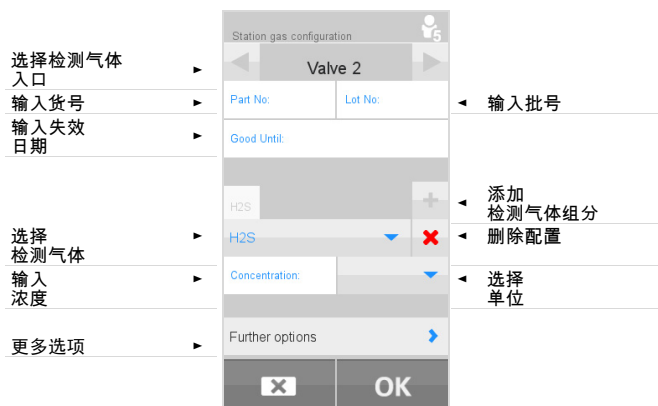 Station gas configuration
5
选择检测气体
入口
Valve 2
输入货号
Part No:
Lot No:
输入批号
输入失效
日期
Good Until:
H2S
添加
检测气体组分
选择
检测气体
H2S
删除配置
输入
浓度
Concentration:
选择
单位
更多选项
Further options
OK